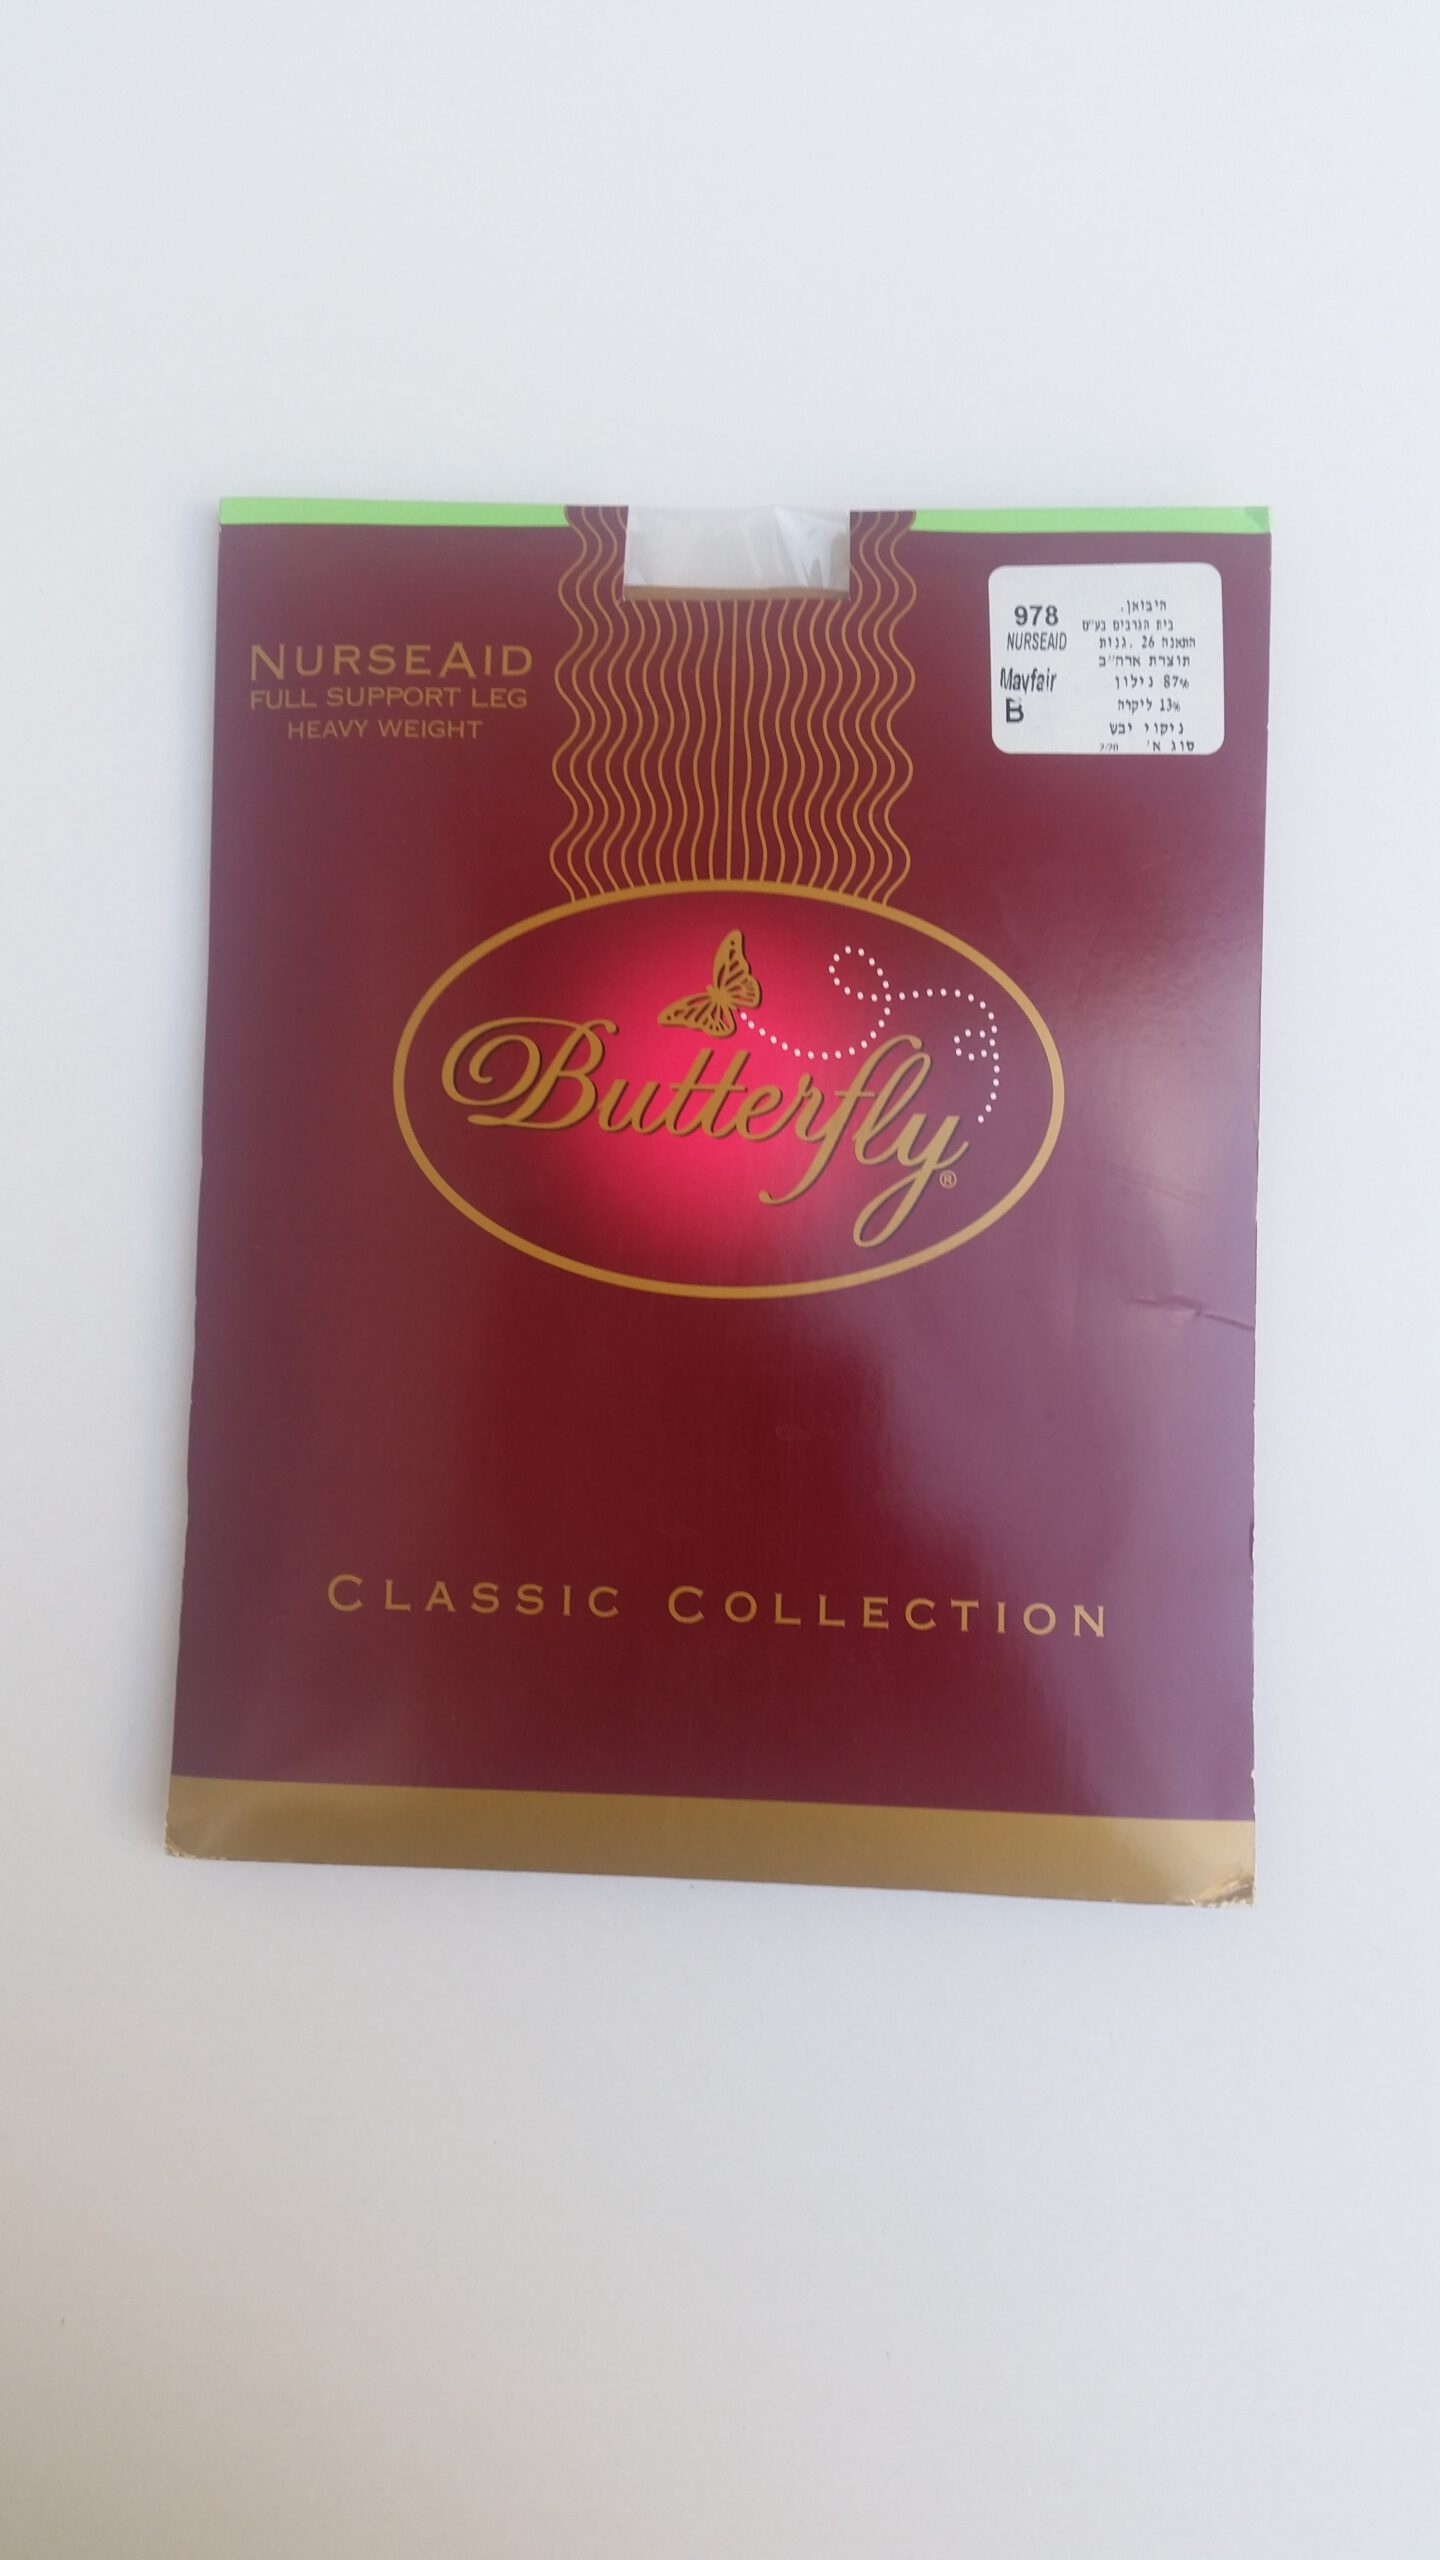 NURSEAID
FULL SUPPORT LEG
HEAVY WEIGHT
978
NURSEAID
Mayfair
B
היבואן.
בית הגרביים בע"מ
התאנה 26 .גנות
תוצרת ארה"ב
87% נילון
13% ליקרה
ניקוי יבש
סוג א'
Butterfly®
CLASSIC COLLECTION